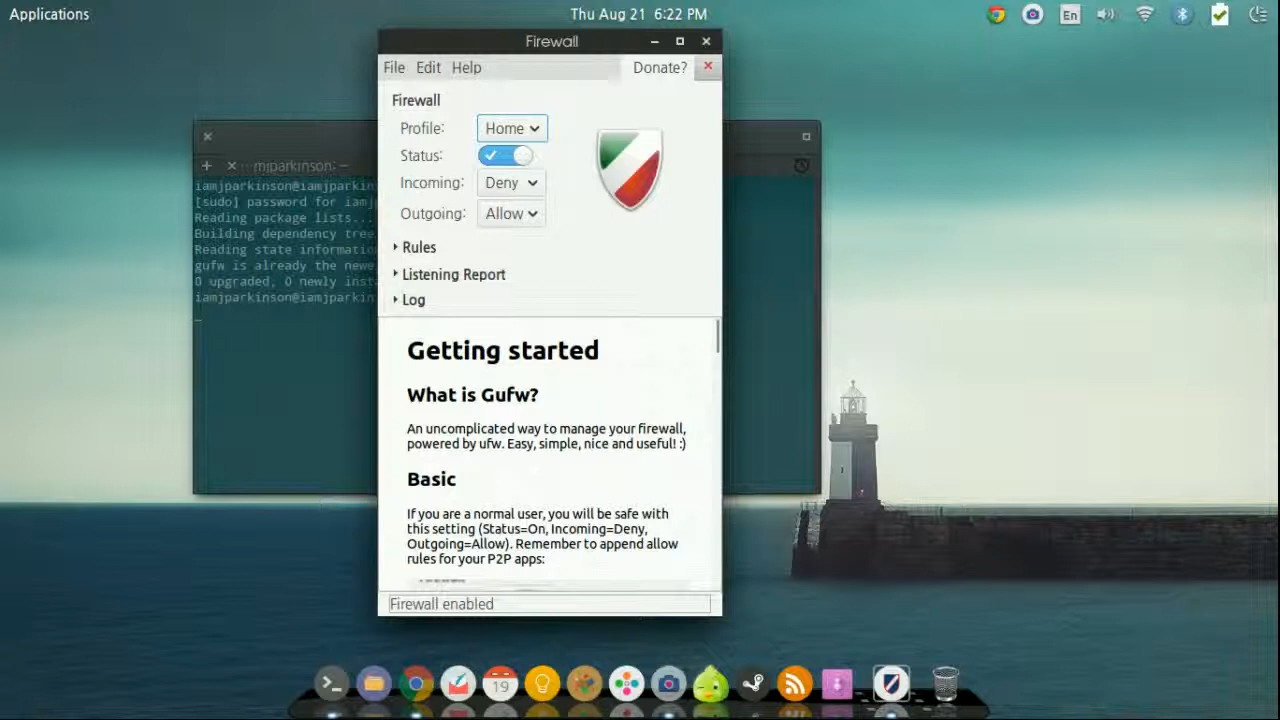 Applications
Thu Aug 21 6:22 PM
En
Firewall
File Edit Help
Donate?
Firewall
Profile: Home
Status:
Incoming: Deny
Outgoing: Allow
Rules
Listening Report
Log
mjparkinson: ~
iamjparkinson@iamjparkin
[sudo] password for iamj
Reading package lists...
Building dependency tree
Reading state informatio
gufw is already the newe
0 upgraded, 0 newly inst
iamjparkinson@iamjparkin
Getting started
What is Gufw?
An uncomplicated way to manage your firewall,
powered by ufw. Easy, simple, nice and useful! :)
Basic
If you are a normal user, you will be safe with
this setting (Status=On, Incoming=Deny,
Outgoing=Allow). Remember to append allow
rules for your P2P apps:
Firewall enabled
19